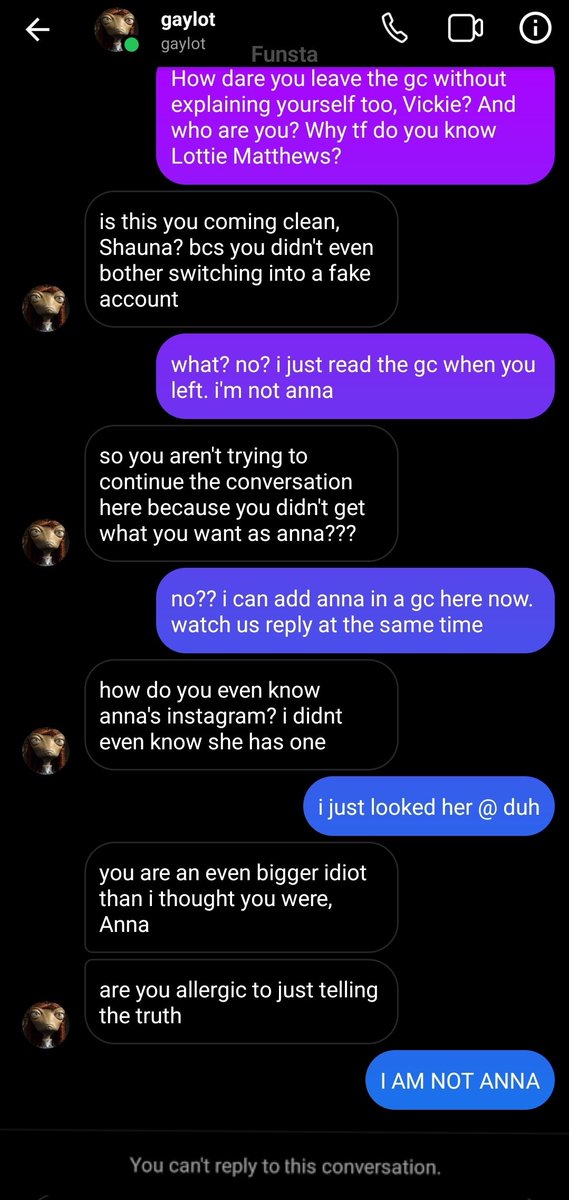 gaylot
gaylot
Funsta
How dare you leave the gc without
explaining yourself too, Vickie? And
who are you? Why tf do you know
Lottie Matthews?
is this you coming clean,
Shauna? bcs you didn't even
bother switching into a fake
account
what? no? i just read the gc when you
left. i'm not anna
so you aren't trying to
continue the conversation
here because you didn't get
what you want as anna???
no?? i can add anna in a gc here now.
watch us reply at the same time
how do you even know
anna's instagram? i didnt
even know she has one
i just looked her @ duh
you are an even bigger idiot
than i thought you were,
Anna
are you allergic to just telling
the truth
I AM NOT ANNA
You can't reply to this conversation.